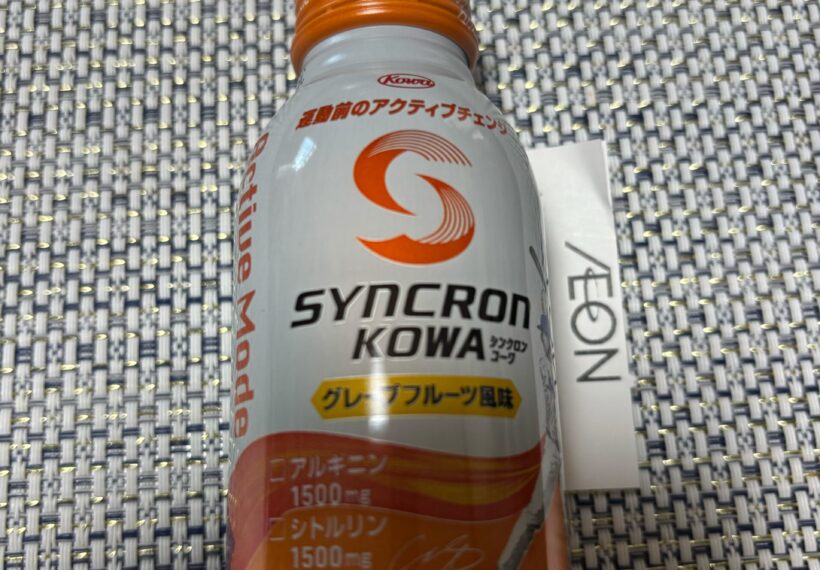 Kowa
運動前のアクティブチェンジ
Active Mode
SYNCRON
KOWA シンクロン
コーワ
グレープフルーツ風味
□アルギニン
1500mg
□シトルリン
1500mg
ÆON